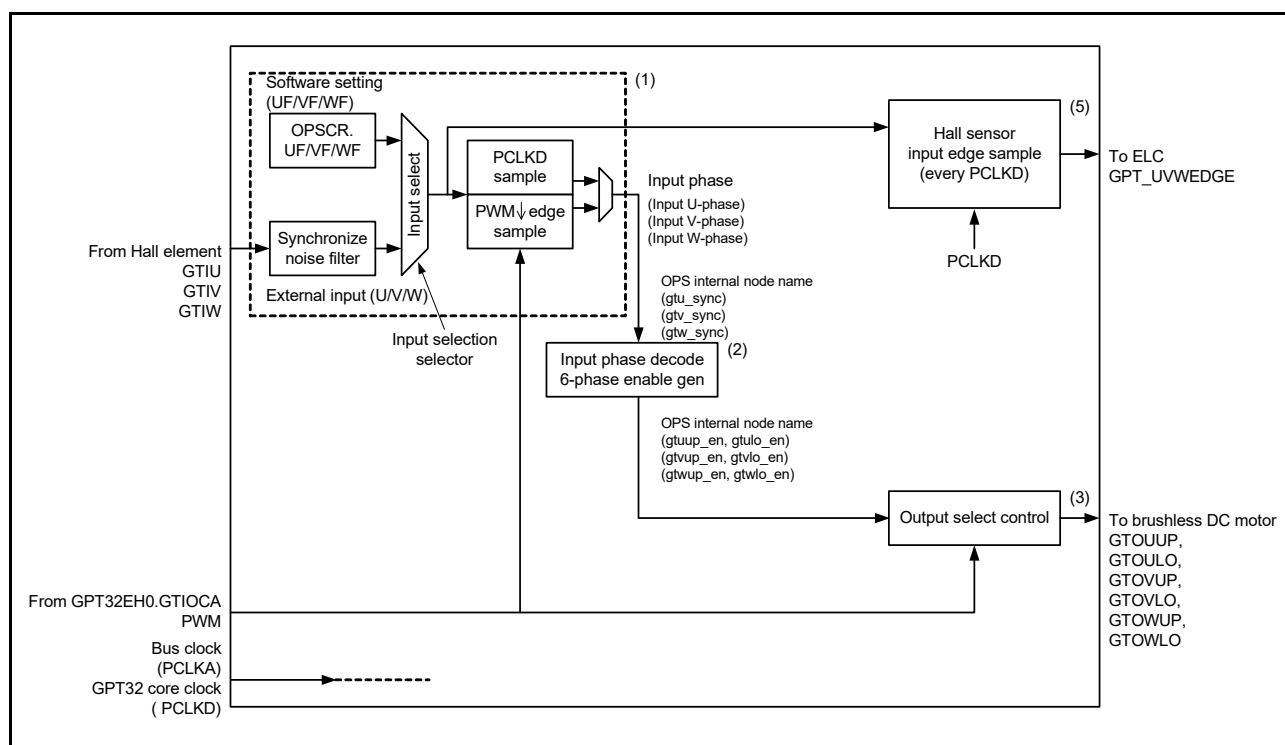 Software setting
(UF/VF/WF)
(1)
OPSCR.
UF/VF/WF
Input select
PCLKD
sample
PWM↓edge
sample
Synchronize
noise filter
External input (U/V/W)
From Hall element
GTIU
GTIV
GTIW
Input selection
selector
Input phase
(Input U-phase)
(Input V-phase)
(Input W-phase)
OPS internal node name
(gtu_sync)
(gtv_sync)
(gtw_sync)
(2)
Input phase decode
6-phase enable gen
OPS internal node name
(gtuup_en, gtulo_en)
(gtvup_en, gtvlo_en)
(gtwup_en, gtwlo_en)
(5)
Hall sensor
input edge sample
(every PCLKD)
PCLKD
To ELC
GPT_UVWEDGE
(3)
Output select control
To brushless DC motor
GTOUUP,
GTOULO,
GTOVUP,
GTOVLO,
GTOWUP,
GTOWLO
From GPT32EH0.GTIOCA
PWM
Bus clock
(PCLKA)
GPT32 core clock
( PCLKD)